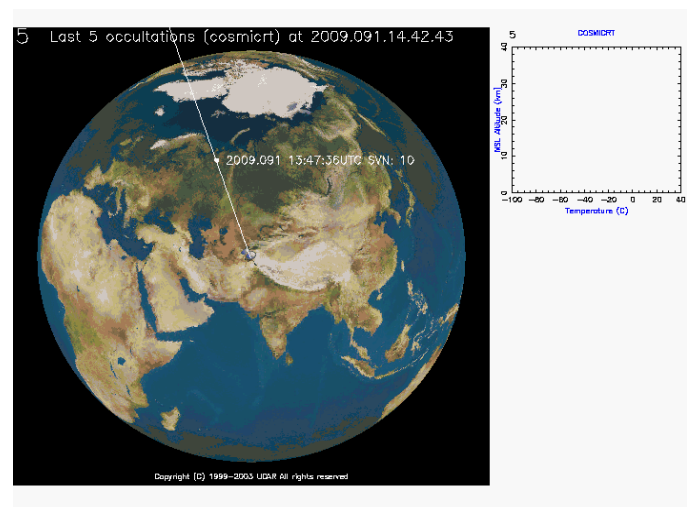 5 Last 5 occultations (cosmicrt) at 2009.091.14.42.43
2009.091 13:47:36UTC SVN: 10
Copyright (C) 1999-2003 UCAR All rights reserved
5 COSMICRT
MSL Altitude (km)
40
30
20
10
0
-100 -80 -60 -40 -20 0 20 40
Temperature (C)